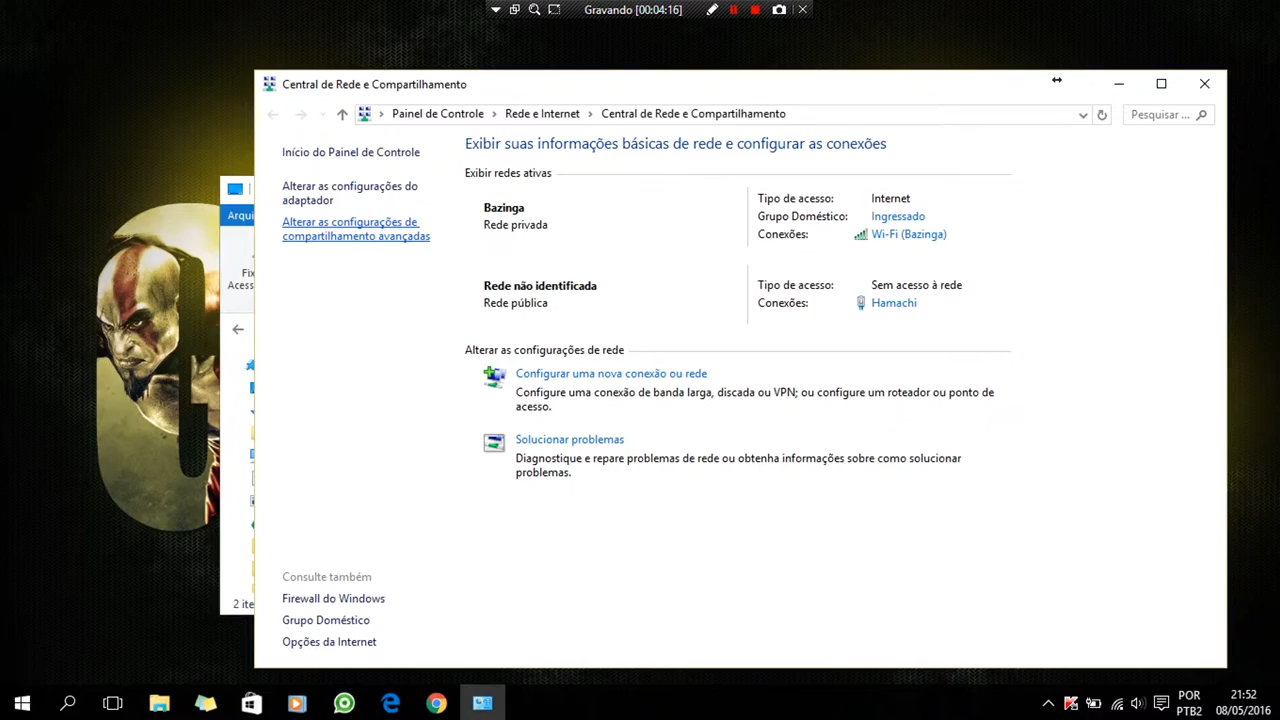 Gravando [00:04:16]
Central de Rede e Compartilhamento
Painel de Controle
Rede e Internet
Central de Rede e Compartilhamento
Pesquisar ...
Início do Painel de Controle
Alterar as configurações do
adaptador
Alterar as configurações de
compartilhamento avançadas
Exibir suas informações básicas de rede e configurar as conexões
Exibir redes ativas
Bazinga
Rede privada
Tipo de acesso: Internet
Grupo Doméstico: Ingressado
Conexões: Wi-Fi (Bazinga)
Rede não identificada
Rede pública
Tipo de acesso: Sem acesso à rede
Conexões: Hamachi
Alterar as configurações de rede
Configurar uma nova conexão ou rede
Configure uma conexão de banda larga, discada ou VPN; ou configure um roteador ou ponto de
acesso.
Solucionar problemas
Diagnostique e repare problemas de rede ou obtenha informações sobre como solucionar
problemas.
Consulte também
Firewall do Windows
Grupo Doméstico
Opções da Internet
Arqui
Fix
Acess
2 ite
POR
PTB2
21:52
08/05/2016